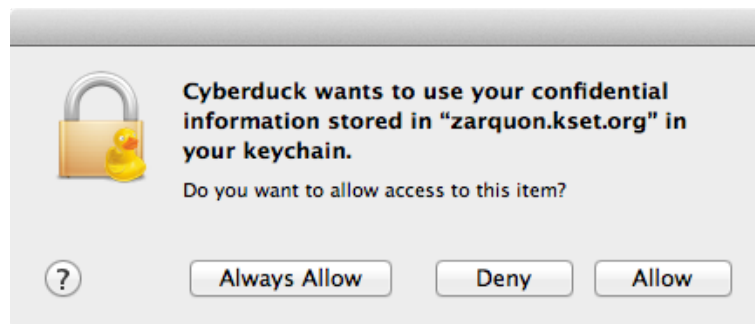 Cyberduck wants to use your confidential
information stored in “zarquon.kset.org” in
your keychain.
Do you want to allow access to this item?
? Always Allow Deny Allow